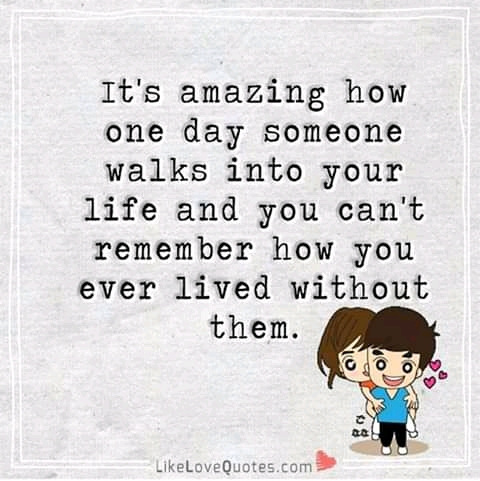 It's amazing how
one day someone
walks into your
life and you can't
remember how you
ever lived without
them.
LikeLoveQuotes.com